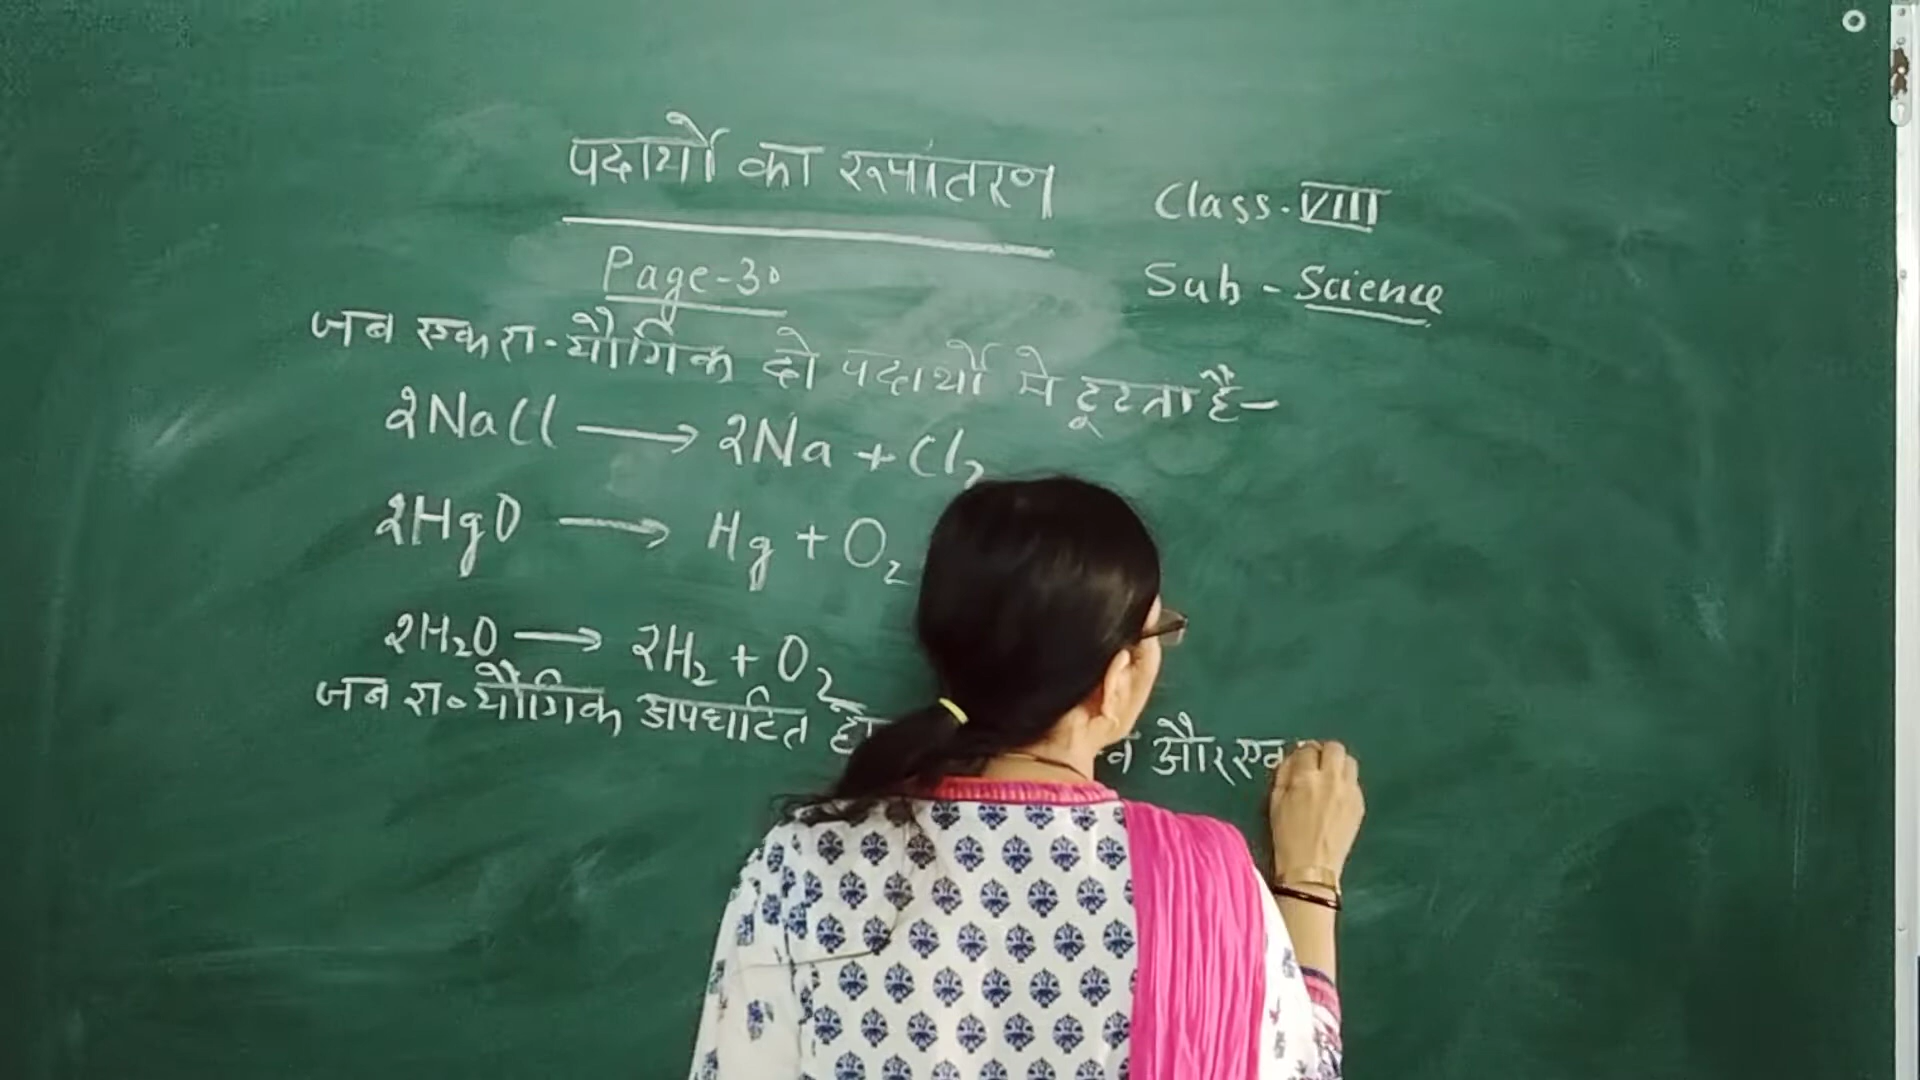 पदार्थों का रूपांतरण
Class-VIII
Page-30
Sub - Science
जब एक रा-यौगिक दो पदार्थों मे टूटता है-
2NaCl → 2Na + Cl2
2HgO → Hg + O2
2H2O → 2H2 + O2
जब रा॰यौगिक अपघटित और एक